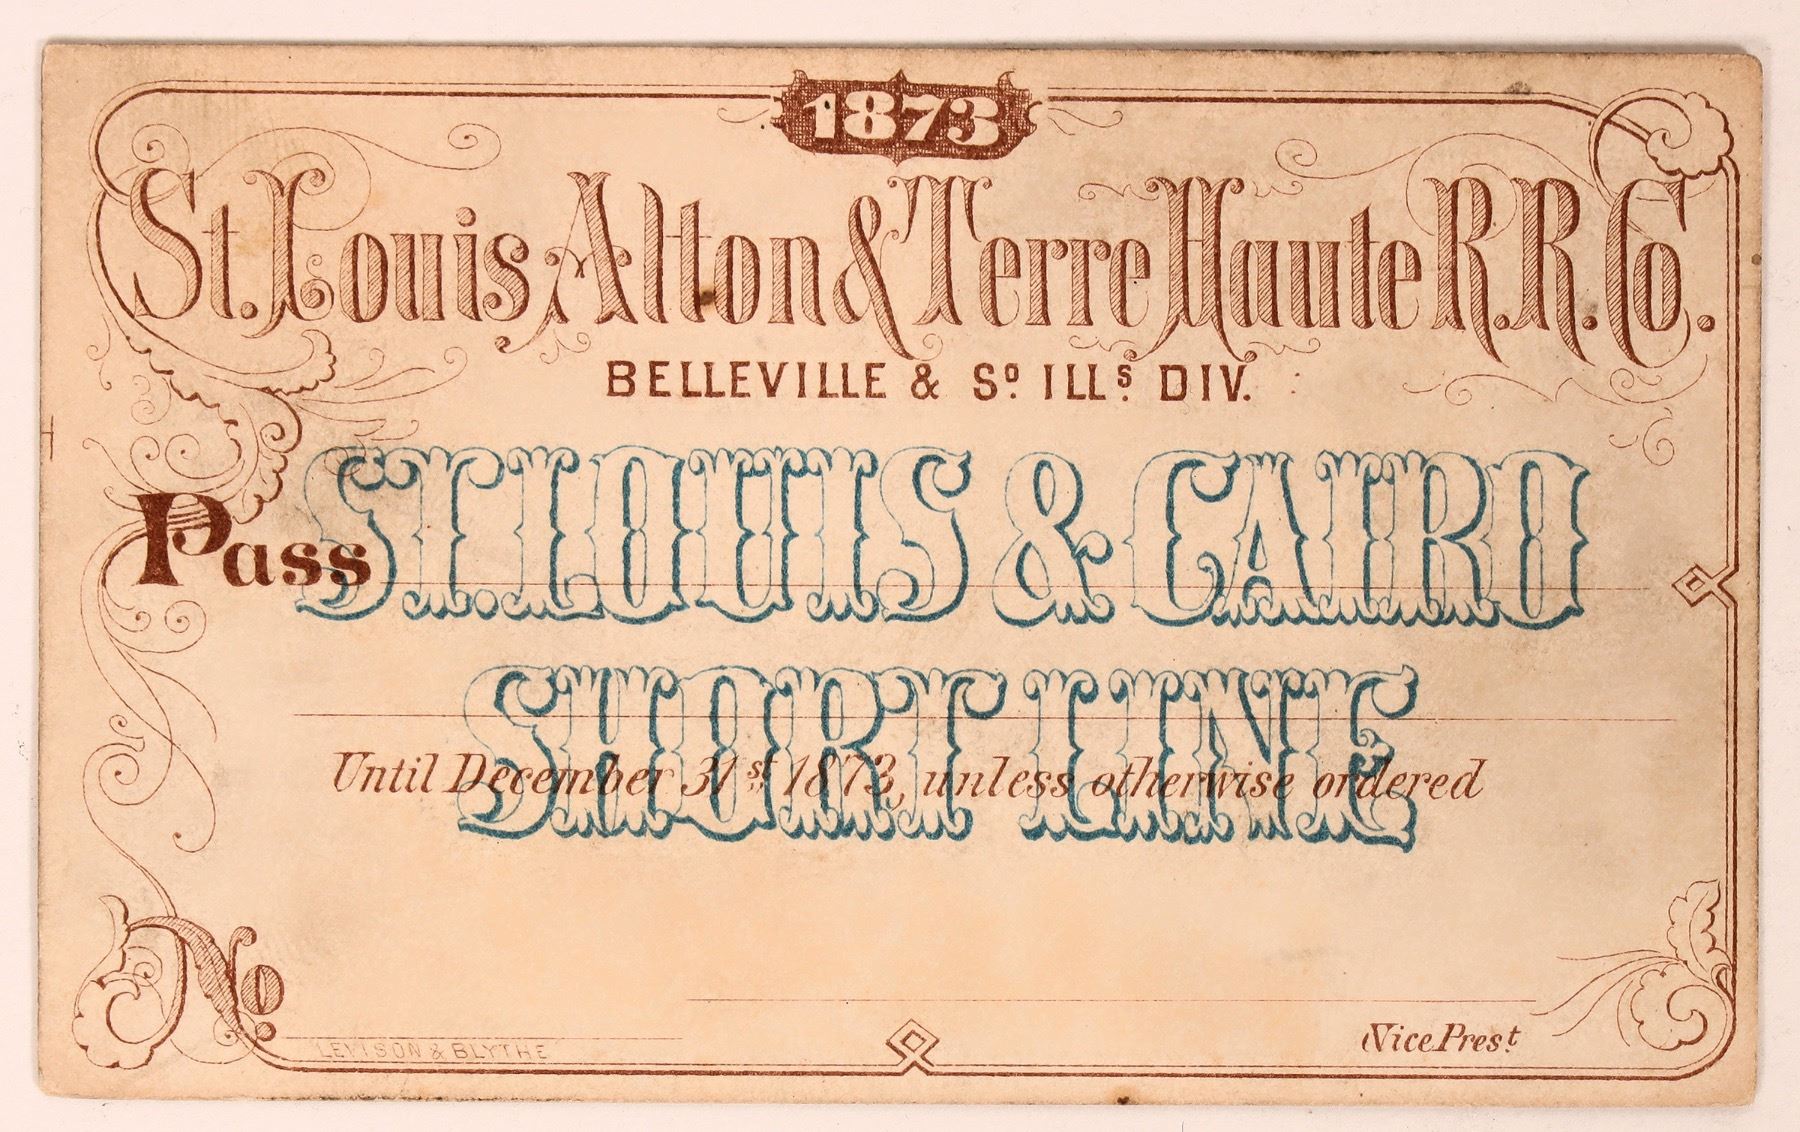 1873
St. Louis Alton & Terre Haute R.R. Co.
BELLEVILLE & Sº ILLˢ DIV.
ST. LOUIS & CAIRO
Pass
SHORT LINE
Until December 31ˢᵗ 1873, unless otherwise ordered
No
LEVISON & BLYTHE
Vice Pres.ᵗ